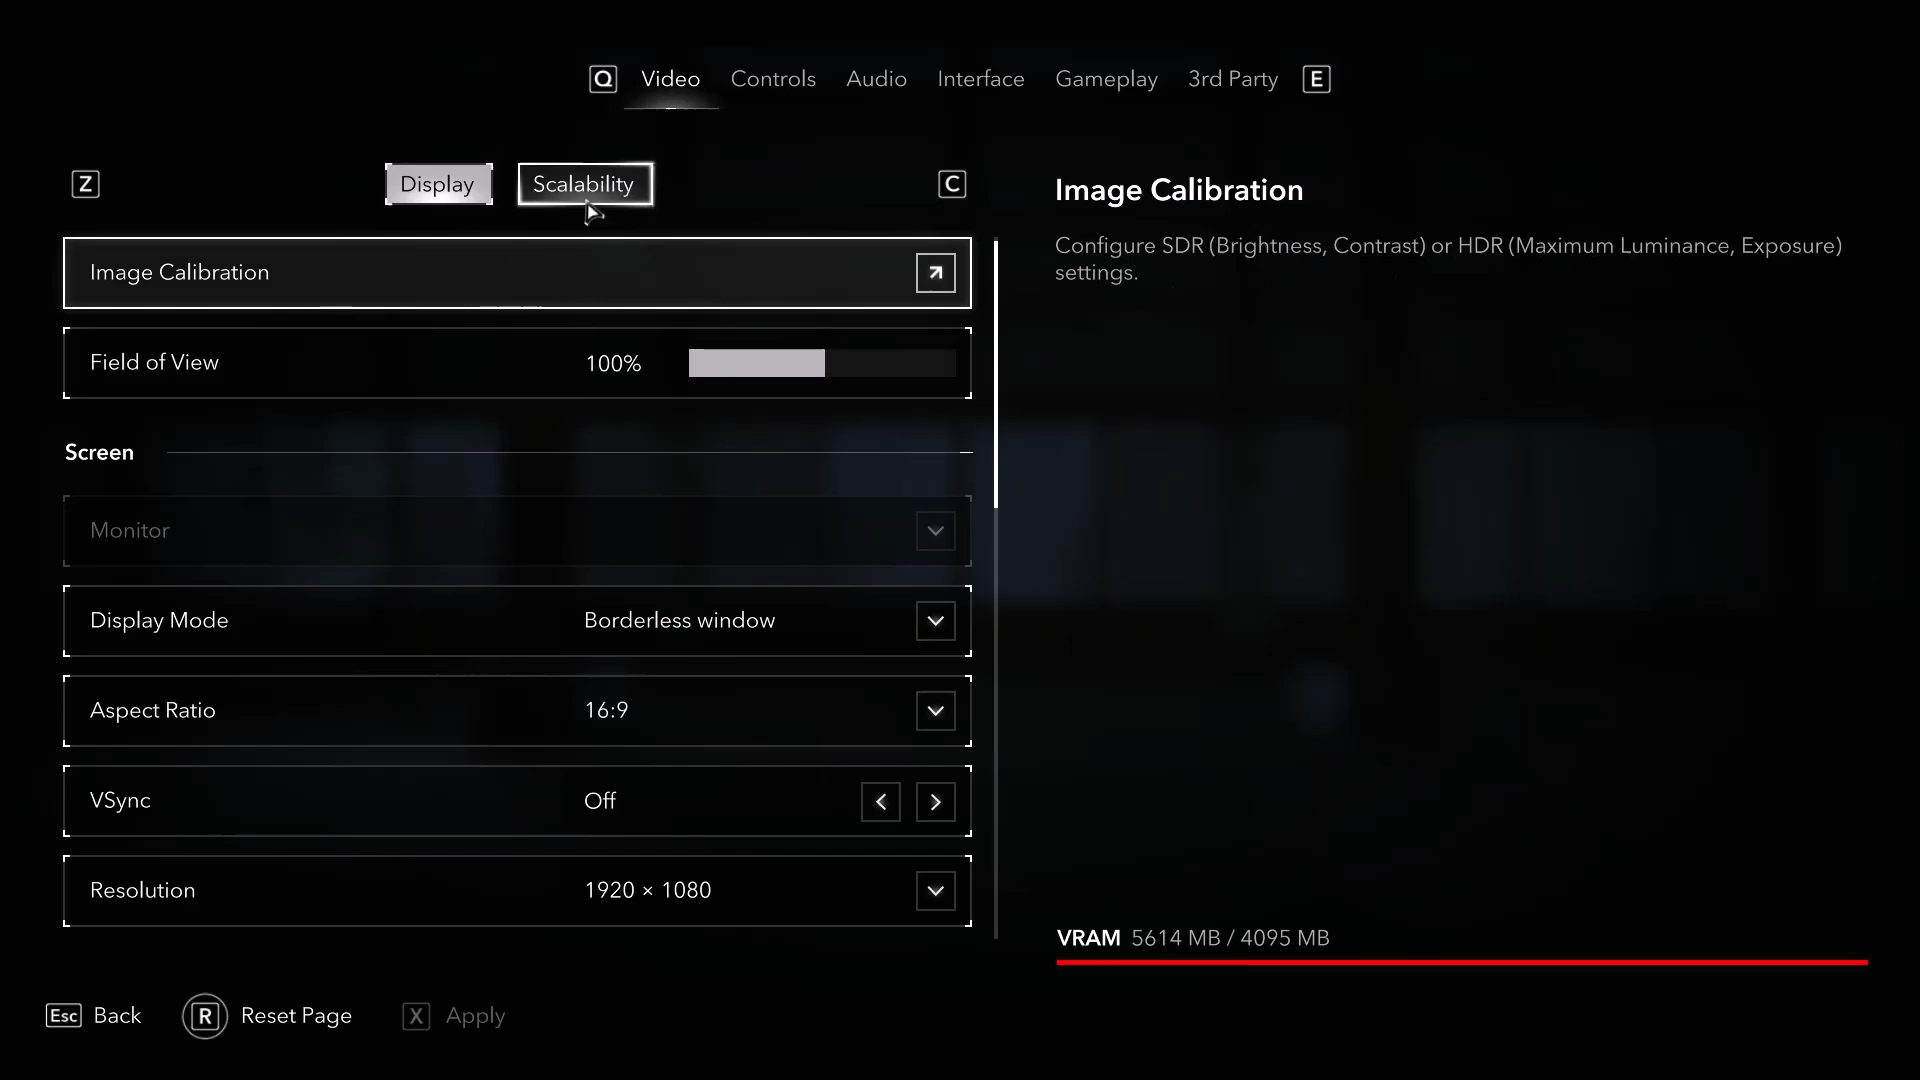 Q Video Controls Audio Interface Gameplay 3rd Party E
Z Display Scalability C
Image Calibration
Field of View 100%
Screen
Monitor
Display Mode Borderless window
Aspect Ratio 16:9
VSync Off
Resolution 1920 × 1080
Image Calibration
Configure SDR (Brightness, Contrast) or HDR (Maximum Luminance, Exposure)
settings.
VRAM 5614 MB / 4095 MB
Esc Back R Reset Page X Apply